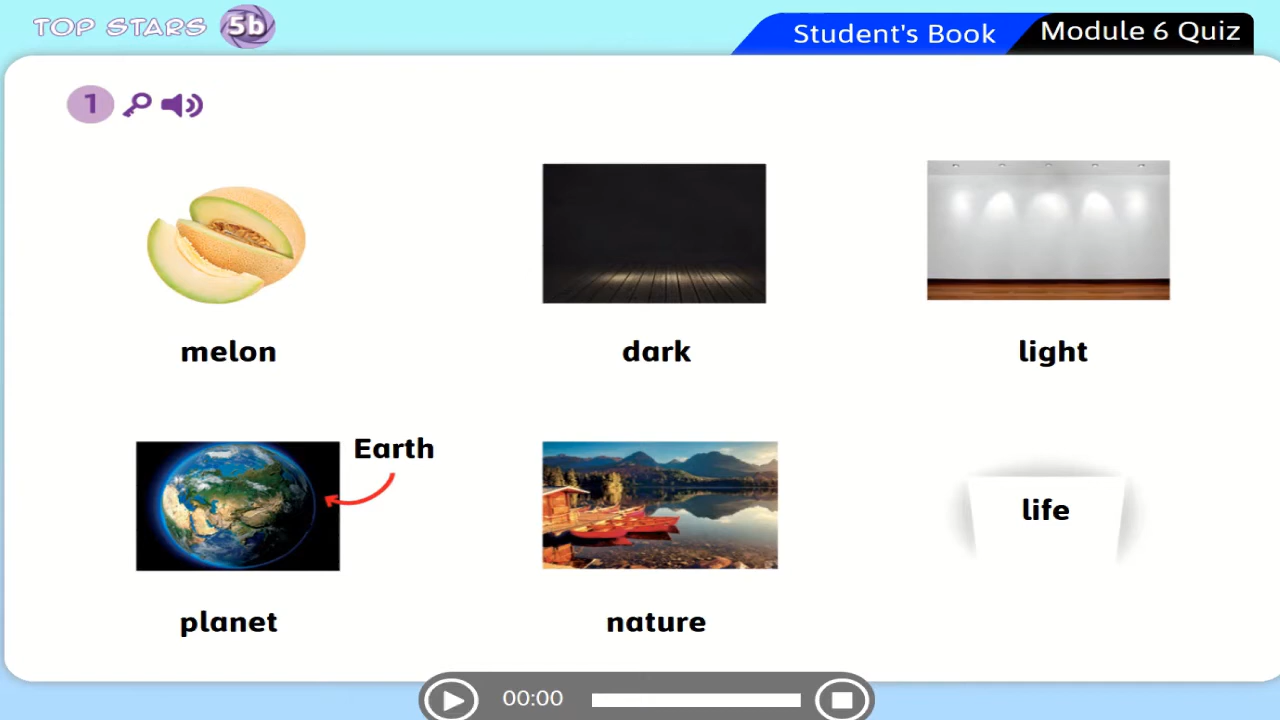 TOP STARS 5b
Student's Book
Module 6 Quiz
1
melon
dark
light
Earth
life
planet
nature
00:00